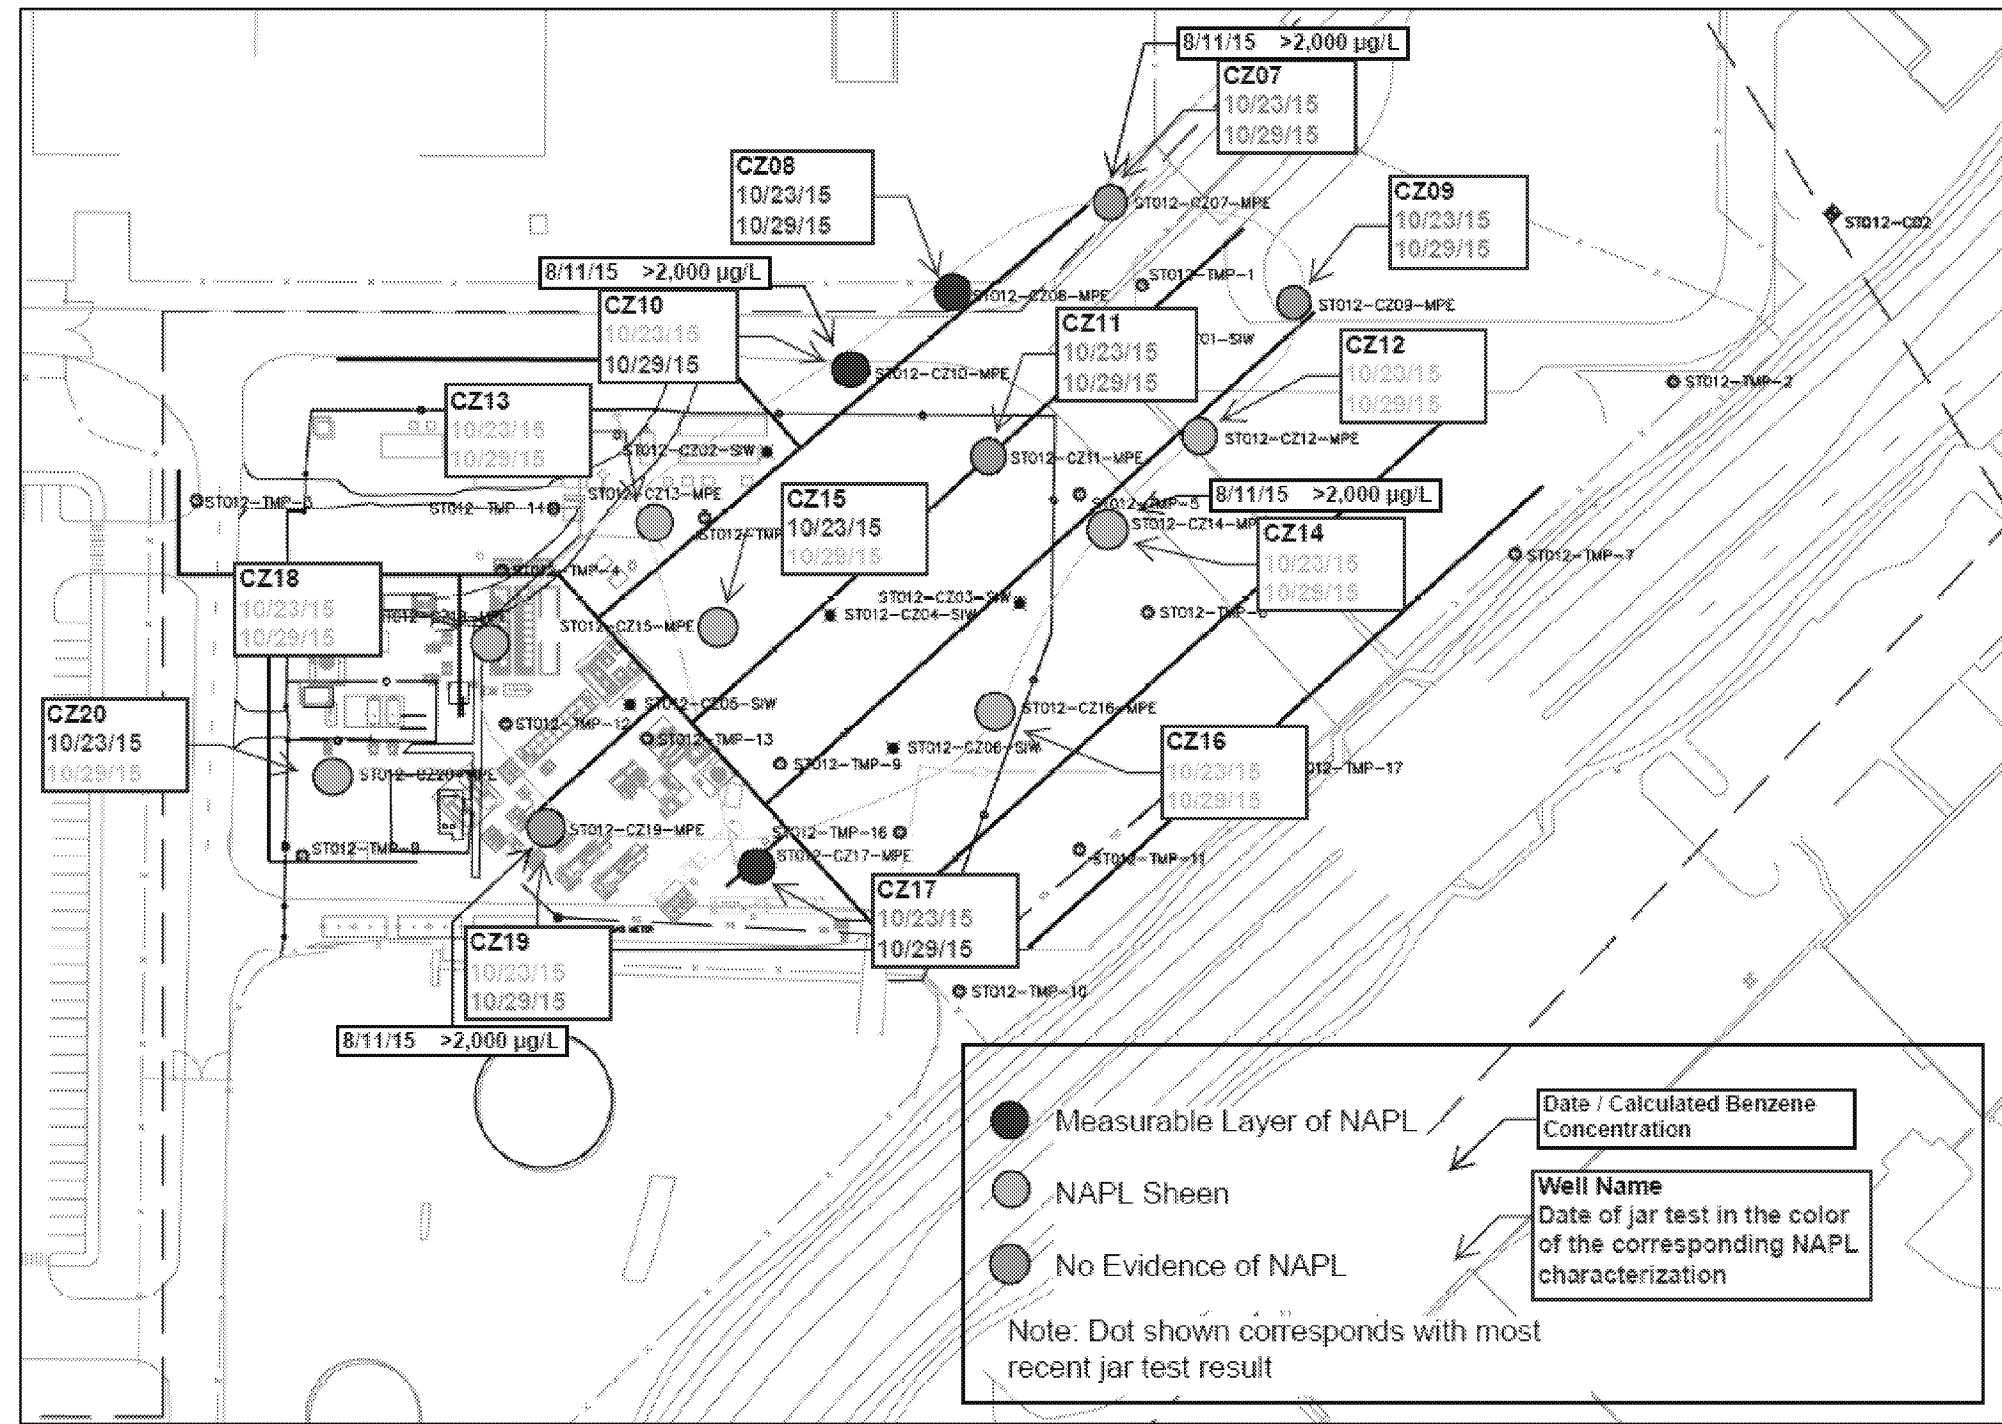 8/11/15 >2,000 µg/L
CZ07
10/23/15
10/29/15
CZ08
10/23/15
10/29/15
CZ09
10/23/15
10/29/15
ST012-CZ07-MPE
ST012-C02
8/11/15 >2,000 µg/L
CZ10
10/23/15
10/29/15
ST012-TMP-1
ST012-CZ08-MPE
ST012-CZ09-MPE
CZ11
10/23/15
10/29/15
C1-SIW
CZ12
10/23/15
10/29/15
ST012-CZ10-MPE
ST012-TMP-2
CZ13
10/23/15
10/29/15
ST012-CZ02-SIW
ST012-CZ11-MPE
ST012-CZ12-MPE
ST012-CZ13-MPE
CZ15
10/23/15
10/29/15
8/11/15 >2,000 µg/L
ST012-TMP-14
ST012-TMP
ST012-TMP-5
ST012-CZ14-MP
CZ14
10/23/15
10/29/15
ST012-TMP-7
CZ18
10/23/15
10/29/15
ST012-TMP-4
ST012-CZ03-SIW
ST012-CZ04-SIW
ST012-TMP-6
ST012-CZ15-MPE
CZ20
10/23/15
10/29/15
ST012-CZ05-SIW
ST012-CZ16-MPE
ST012-TMP-12
ST012-TMP-13
ST012-CZ06-SIW
CZ16
10/23/15
10/29/15
ST012-TMP-9
12-TMP-17
ST012-CZ20-MPE
ST012-CZ19-MPE
ST012-TMP-16
ST012-TMP-8
ST012-CZ17-MPE
ST012-TMP-11
CZ17
10/23/15
10/29/15
CZ19
10/23/15
10/29/15
ST012-TMP-10
8/11/15 >2,000 µg/L
Measurable Layer of NAPL
Date / Calculated Benzene
Concentration
NAPL Sheen
Well Name
Date of jar test in the color
of the corresponding NAPL
characterization
No Evidence of NAPL
Note: Dot shown corresponds with most
recent jar test result